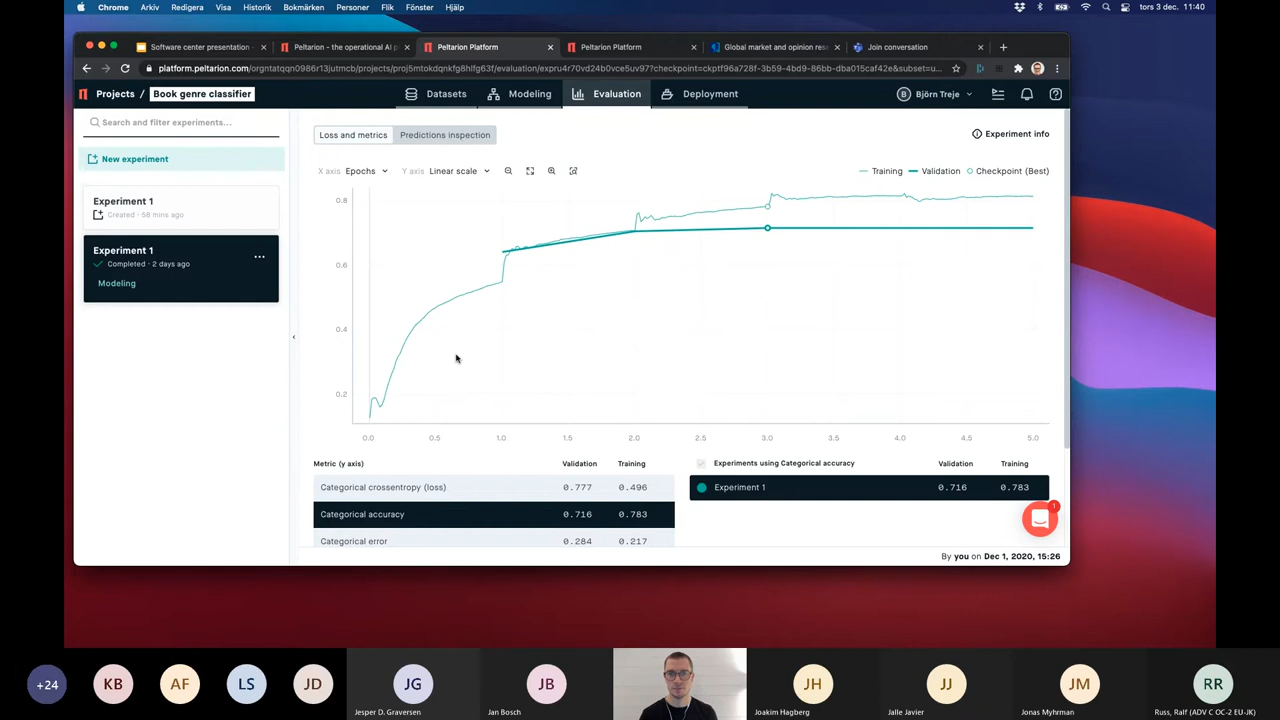 Chrome Arkiv Redigera Visa Historik Bokmärken Personer Flik Fönster Hjälp tors 3 dec. 11:40
Software center presentation Peltarion - the operational AI p Peltarion Platform Peltarion Platform Global market and opinion rese Join conversation
platform.peltarion.com/orgntatqqn0986r13jutmcb/projects/proj5mtokdqnkfg8hlfg63f/evaluation/expru4r70vd24b0vce5uv97?checkpoint=ckptf96a728f-3b59-4bd9-86bb-dba015caf42e&subset=u...
Projects / Book genre classifier Datasets Modeling Evaluation Deployment B Björn Treje
Search and filter experiments...
Loss and metrics Predictions inspection Experiment info
New experiment
X axis Epochs Y axis Linear scale Training Validation Checkpoint (Best)
Experiment 1
Created - 58 mins ago
Experiment 1
Completed - 2 days ago
Modeling
0.8
0.6
0.4
0.2
0.0 0.5 1.0 1.5 2.0 2.5 3.0 3.5 4.0 4.5 5.0
Metric (y axis) Validation Training Experiments using Categorical accuracy Validation Training
Categorical crossentropy (loss) 0.777 0.496 Experiment 1 0.716 0.783
Categorical accuracy 0.716 0.783
Categorical error 0.284 0.217
1
By you on Dec 1, 2020, 15:26
+24 KB AF LS JD JG JB JH JJ JM RR
Jesper D. Graversen Jan Bosch Joakim Hagberg Jalle Javier Jonas Myhrman Russ, Ralf (ADV C OC-2 EU-JK)